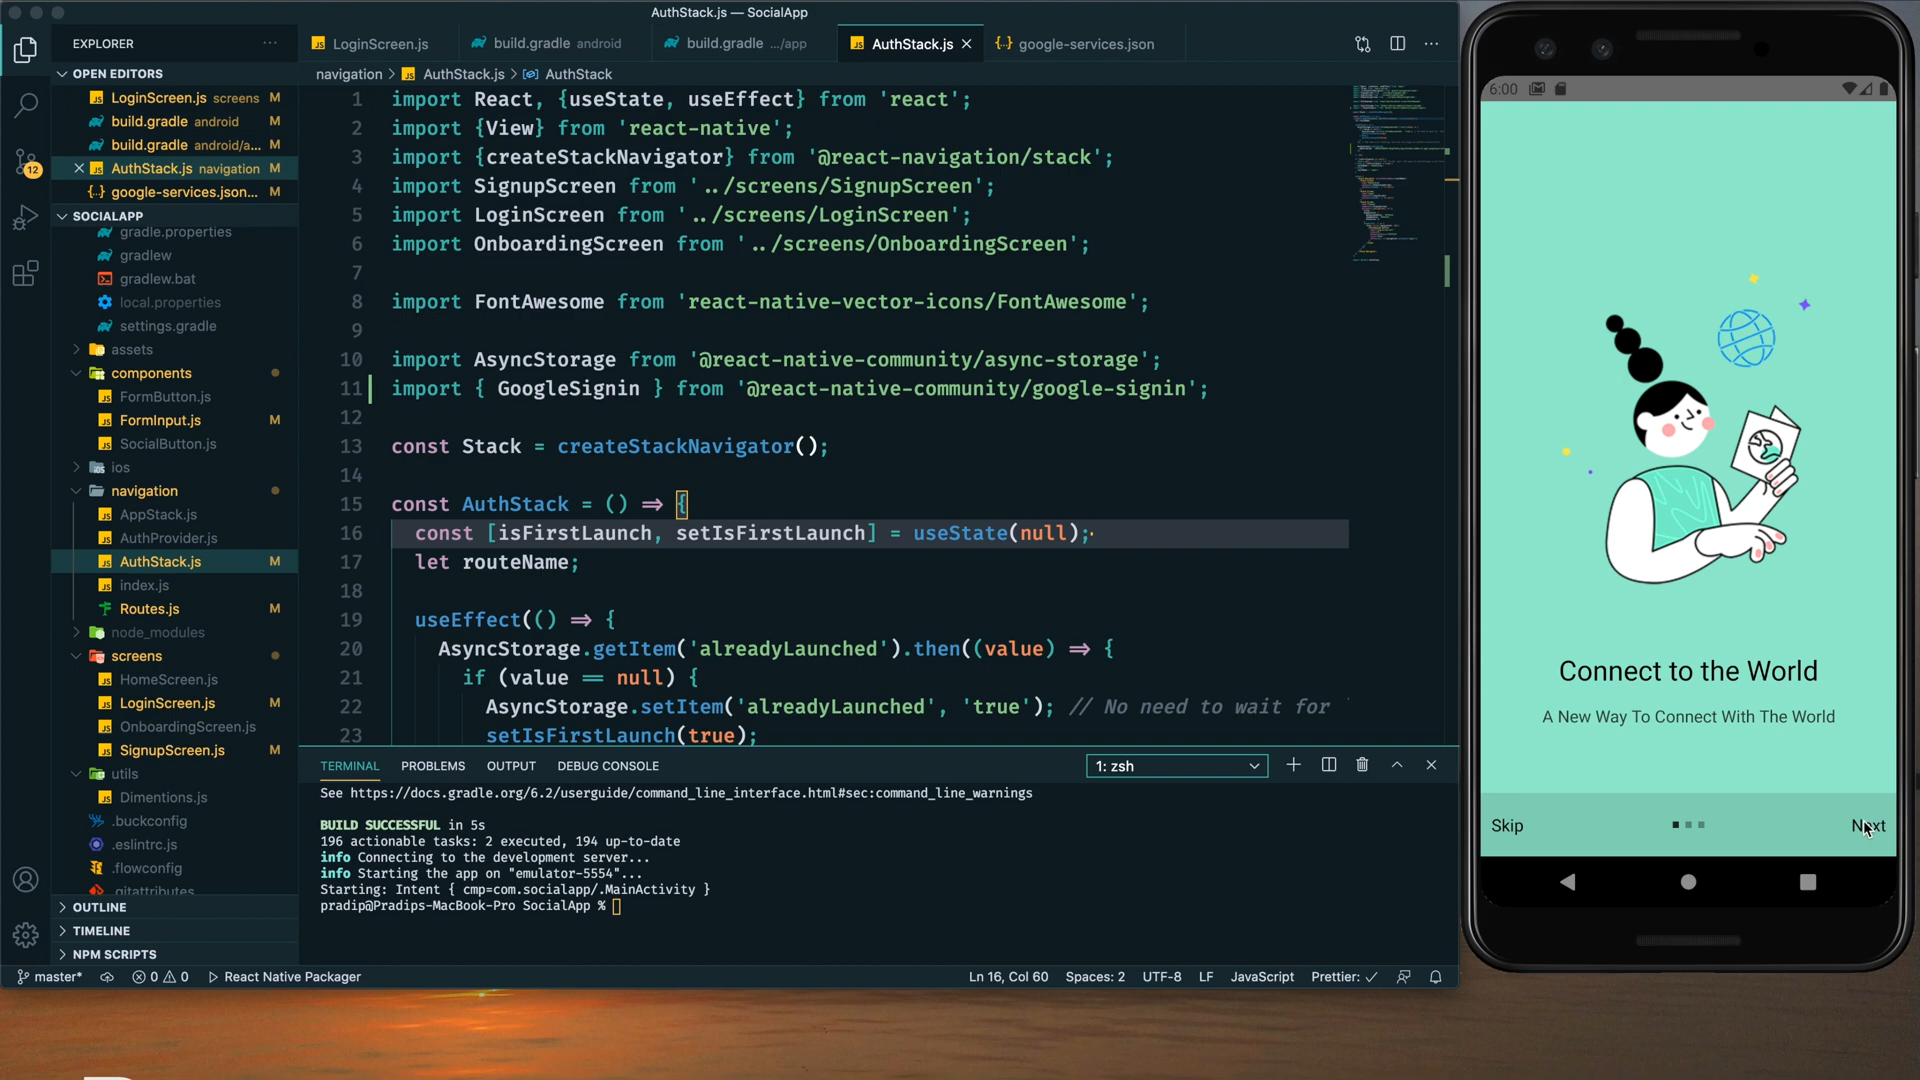 AuthStack.js — SocialApp
EXPLORER
OPEN EDITORS
LoginScreen.js screens M
build.gradle android M
build.gradle android/a... M
AuthStack.js navigation M
google-services.json... M
12
SOCIALAPP
gradle.properties
gradlew
gradlew.bat
local.properties
settings.gradle
assets
components
FormButton.js
FormInput.js M
SocialButton.js
ios
navigation
AppStack.js
AuthProvider.js
AuthStack.js M
index.js
Routes.js M
node_modules
screens
HomeScreen.js
LoginScreen.js M
OnboardingScreen.js
SignupScreen.js M
utils
Dimentions.js
.buckconfig
.eslintrc.js
.flowconfig
.gitattributes
OUTLINE
TIMELINE
NPM SCRIPTS
LoginScreen.js build.gradle android build.gradle .../app AuthStack.js google-services.json
navigation > AuthStack.js > AuthStack
1 import React, {useState, useEffect} from 'react';
2 import {View} from 'react-native';
3 import {createStackNavigator} from '@react-navigation/stack';
4 import SignupScreen from '../screens/SignupScreen';
5 import LoginScreen from '../screens/LoginScreen';
6 import OnboardingScreen from '../screens/OnboardingScreen';
7
8 import FontAwesome from 'react-native-vector-icons/FontAwesome';
9
10 import AsyncStorage from '@react-native-community/async-storage';
11 import { GoogleSignin } from '@react-native-community/google-signin';
12
13 const Stack = createStackNavigator();
14
15 const AuthStack = () => {
16 const [isFirstLaunch, setIsFirstLaunch] = useState(null);
17 let routeName;
18
19 useEffect(() => {
20 AsyncStorage.getItem('alreadyLaunched').then((value) => {
21 if (value == null) {
22 AsyncStorage.setItem('alreadyLaunched', 'true'); // No need to wait for `
23 setIsFirstLaunch(true);
TERMINAL PROBLEMS OUTPUT DEBUG CONSOLE 1: zsh
See https://docs.gradle.org/6.2/userguide/command_line_interface.html#sec:command_line_warnings
BUILD SUCCESSFUL in 5s
196 actionable tasks: 2 executed, 194 up-to-date
info Connecting to the development server...
info Starting the app on "emulator-5554"...
Starting: Intent { cmp=com.socialapp/.MainActivity }
pradip@Pradips-MacBook-Pro SocialApp %
master* 0 0 React Native Packager Ln 16, Col 60 Spaces: 2 UTF-8 LF JavaScript Prettier: ✓
6:00
Connect to the World
A New Way To Connect With The World
Skip Next